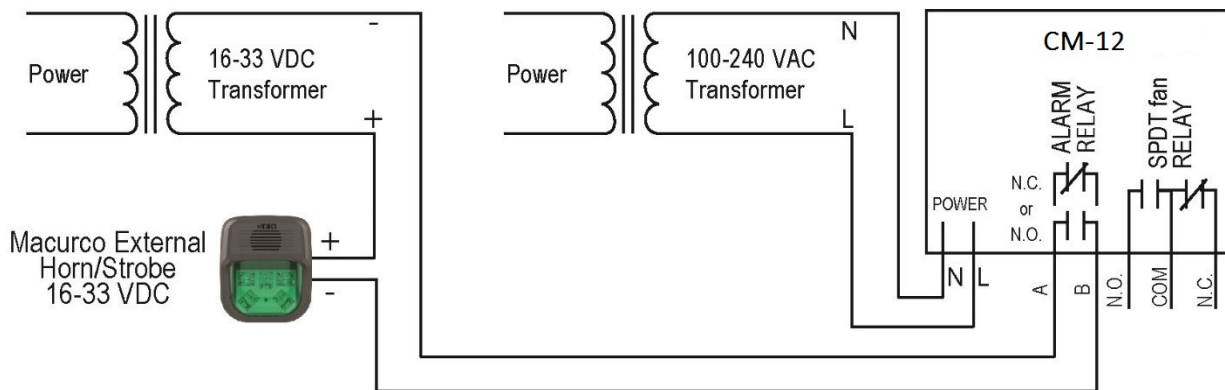 Power
16-33 VDC
Transformer
-
+
Power
100-240 VAC
Transformer
N
L
CM-12
ALARM
RELAY
SPDT fan
RELAY
N.C.
or
N.O.
POWER
N L
A
B
N.O.
COM
N.C.
Macurco External
Horn/Strobe
16-33 VDC
+
-